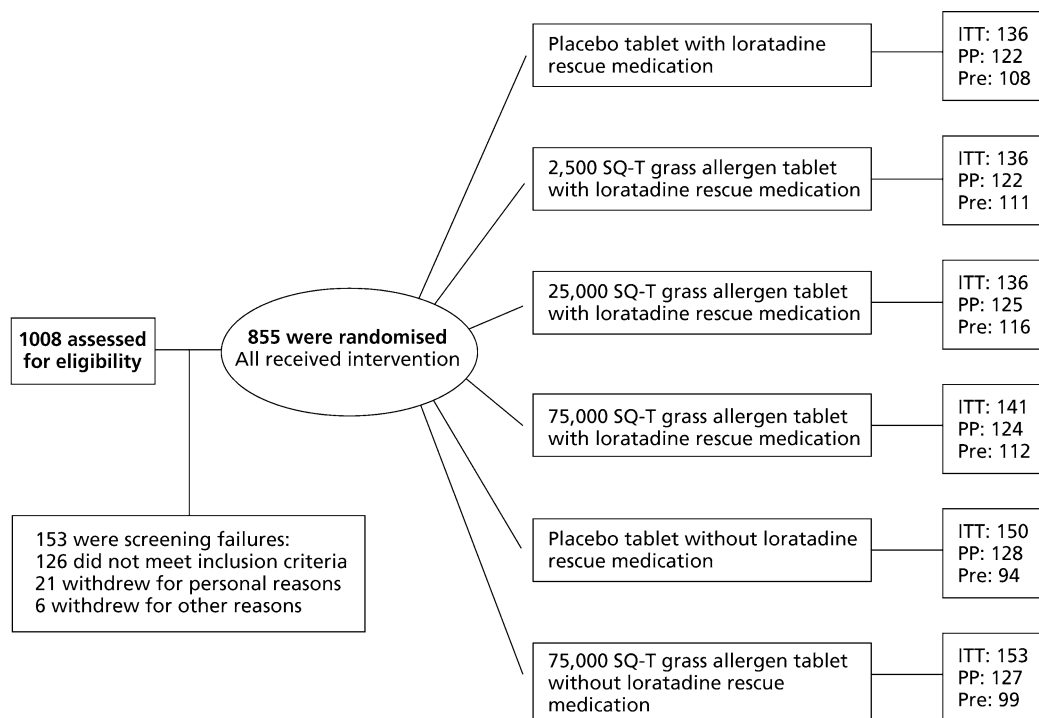 1008 assessed
for eligibility
153 were screening failures:
126 did not meet inclusion criteria
21 withdrew for personal reasons
6 withdrew for other reasons
855 were randomised
All received intervention
Placebo tablet with loratadine
rescue medication
ITT: 136
PP: 122
Pre: 108
2,500 SQ-T grass allergen tablet
with loratadine rescue medication
ITT: 136
PP: 122
Pre: 111
25,000 SQ-T grass allergen tablet
with loratadine rescue medication
ITT: 136
PP: 125
Pre: 116
75,000 SQ-T grass allergen tablet
with loratadine rescue medication
ITT: 141
PP: 124
Pre: 112
Placebo tablet without loratadine
rescue medication
ITT: 150
PP: 128
Pre: 94
75,000 SQ-T grass allergen tablet
without loratadine rescue
medication
ITT: 153
PP: 127
Pre: 99